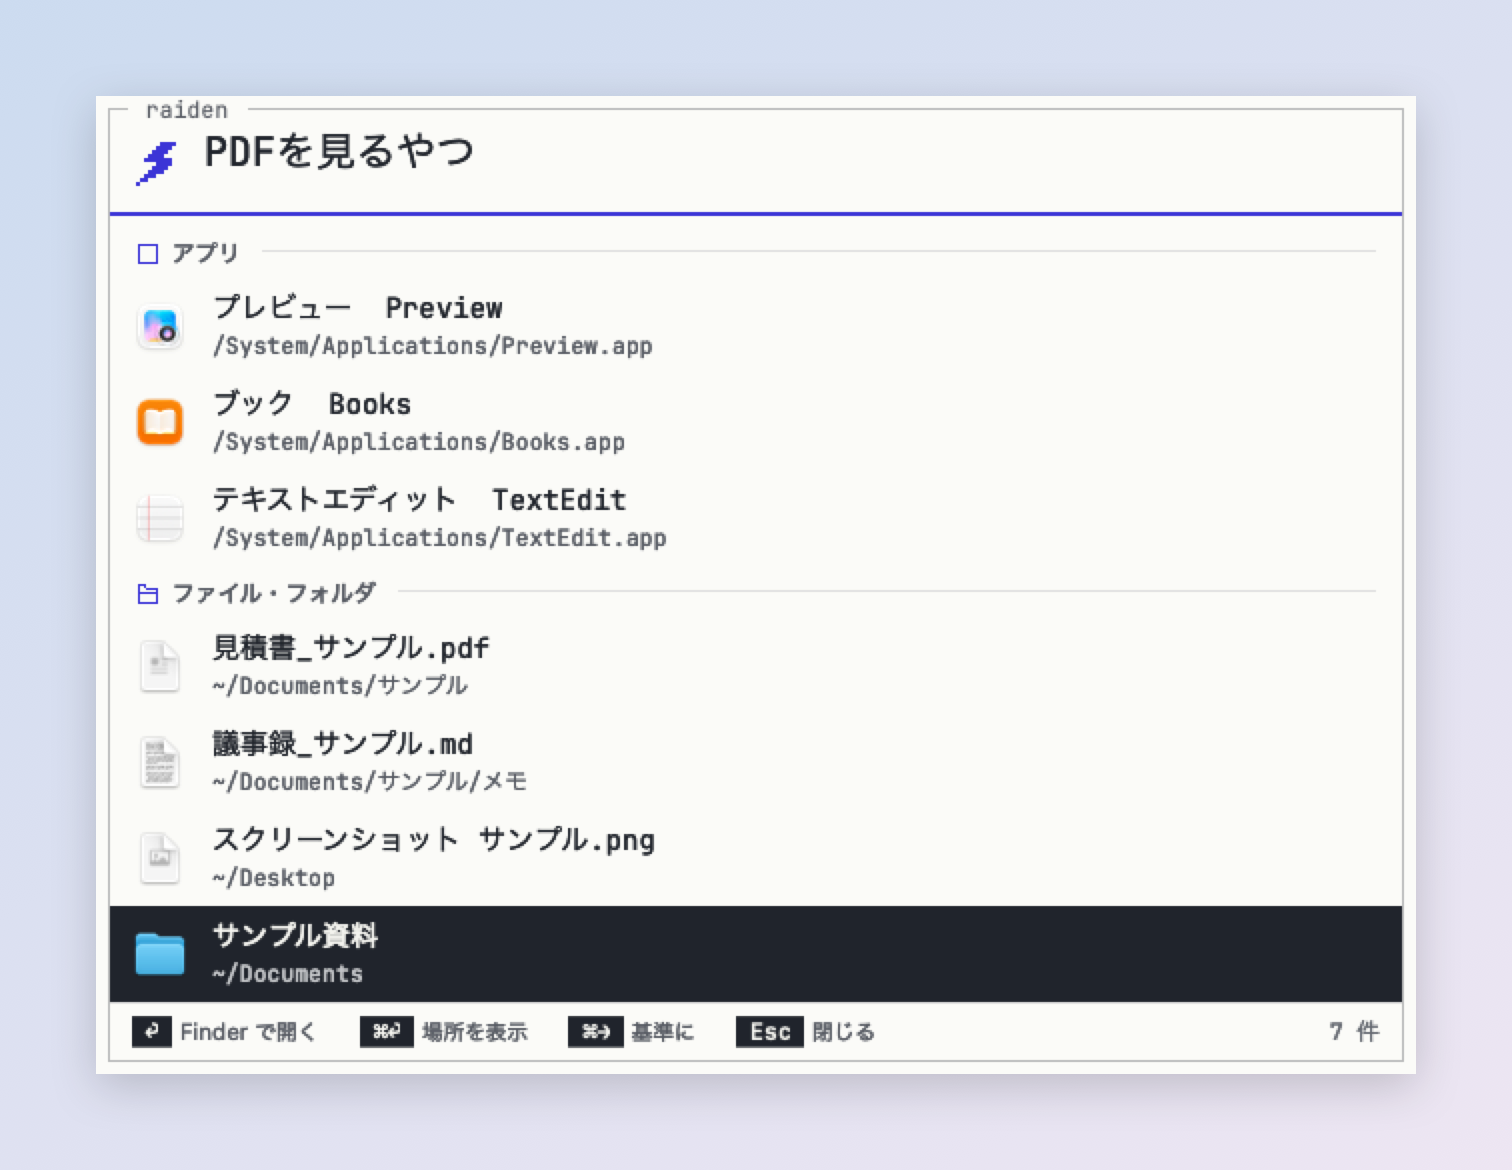 raiden
PDFを見るやつ
アプリ
プレビュー Preview
/System/Applications/Preview.app
ブック Books
/System/Applications/Books.app
テキストエディット TextEdit
/System/Applications/TextEdit.app
ファイル・フォルダ
見積書_サンプル.pdf
~/Documents/サンプル
議事録_サンプル.md
~/Documents/サンプル/メモ
スクリーンショット サンプル.png
~/Desktop
サンプル資料
~/Documents
⏎ Finder で開く ⌘⏎ 場所を表示 ⌘→ 基準に Esc 閉じる 7 件